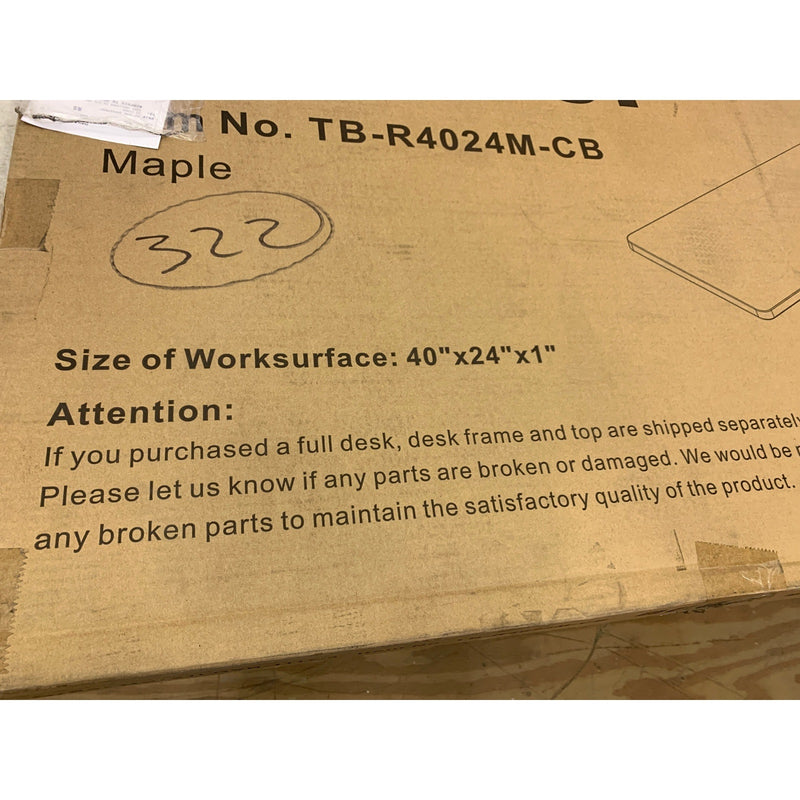 m No. TB-R4024M-CB
Maple
322
Size of Worksurface: 40"x24"x1"
Attention:
If you purchased a full desk, desk frame and top are shipped separately
Please let us know if any parts are broken or damaged. We would be
any broken parts to maintain the satisfactory quality of the product.